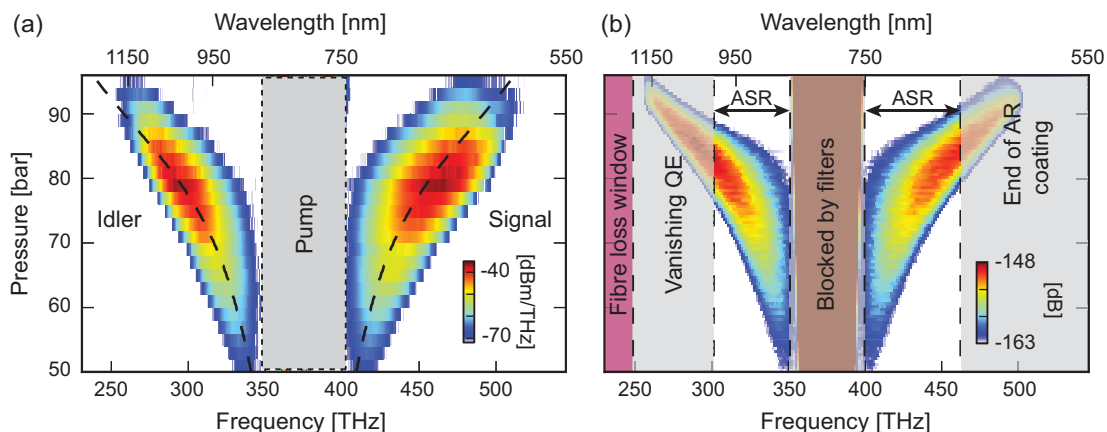 (a)
Wavelength [nm]
1150 950 750 550
Pressure [bar]
90
80
70
60
50
Idler
Pump
Signal
-40
-70
[dBm/THz]
250 300 350 400 450 500
Frequency [THz]
(b)
Wavelength [nm]
1150 950 750 550
ASR
ASR
Fibre loss window
Vanishing QE
Blocked by filters
End of AR
coating
-148
-163
[dB]
250 300 350 400 450 500
Frequency [THz]